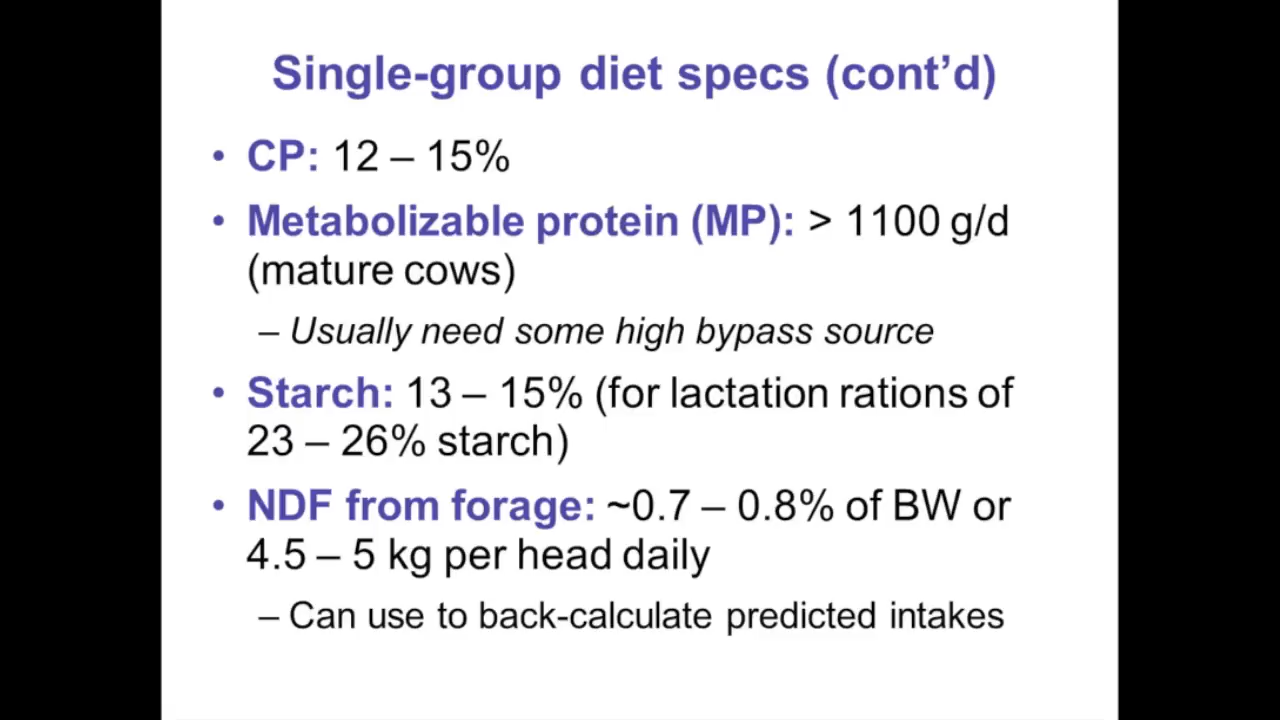 Single-group diet specs (cont’d)
• CP: 12 – 15%
• Metabolizable protein (MP): > 1100 g/d
(mature cows)
– Usually need some high bypass source
• Starch: 13 – 15% (for lactation rations of
23 – 26% starch)
• NDF from forage: ~0.7 – 0.8% of BW or
4.5 – 5 kg per head daily
– Can use to back-calculate predicted intakes